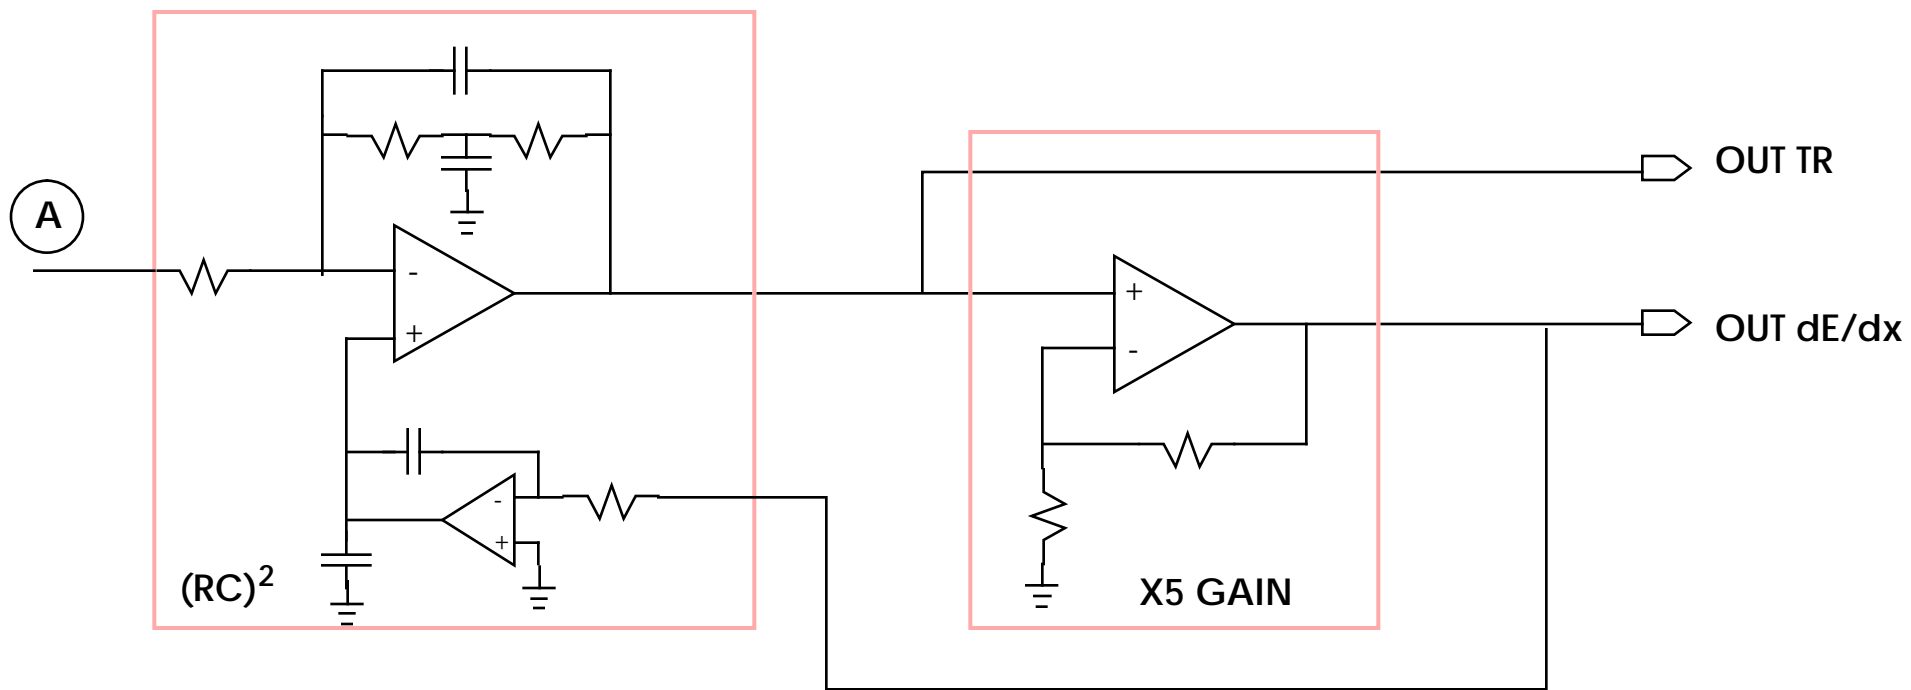 OUT TR
A
-
+
+
-
OUT dE/dx
-
+
(RC)²
X5 GAIN